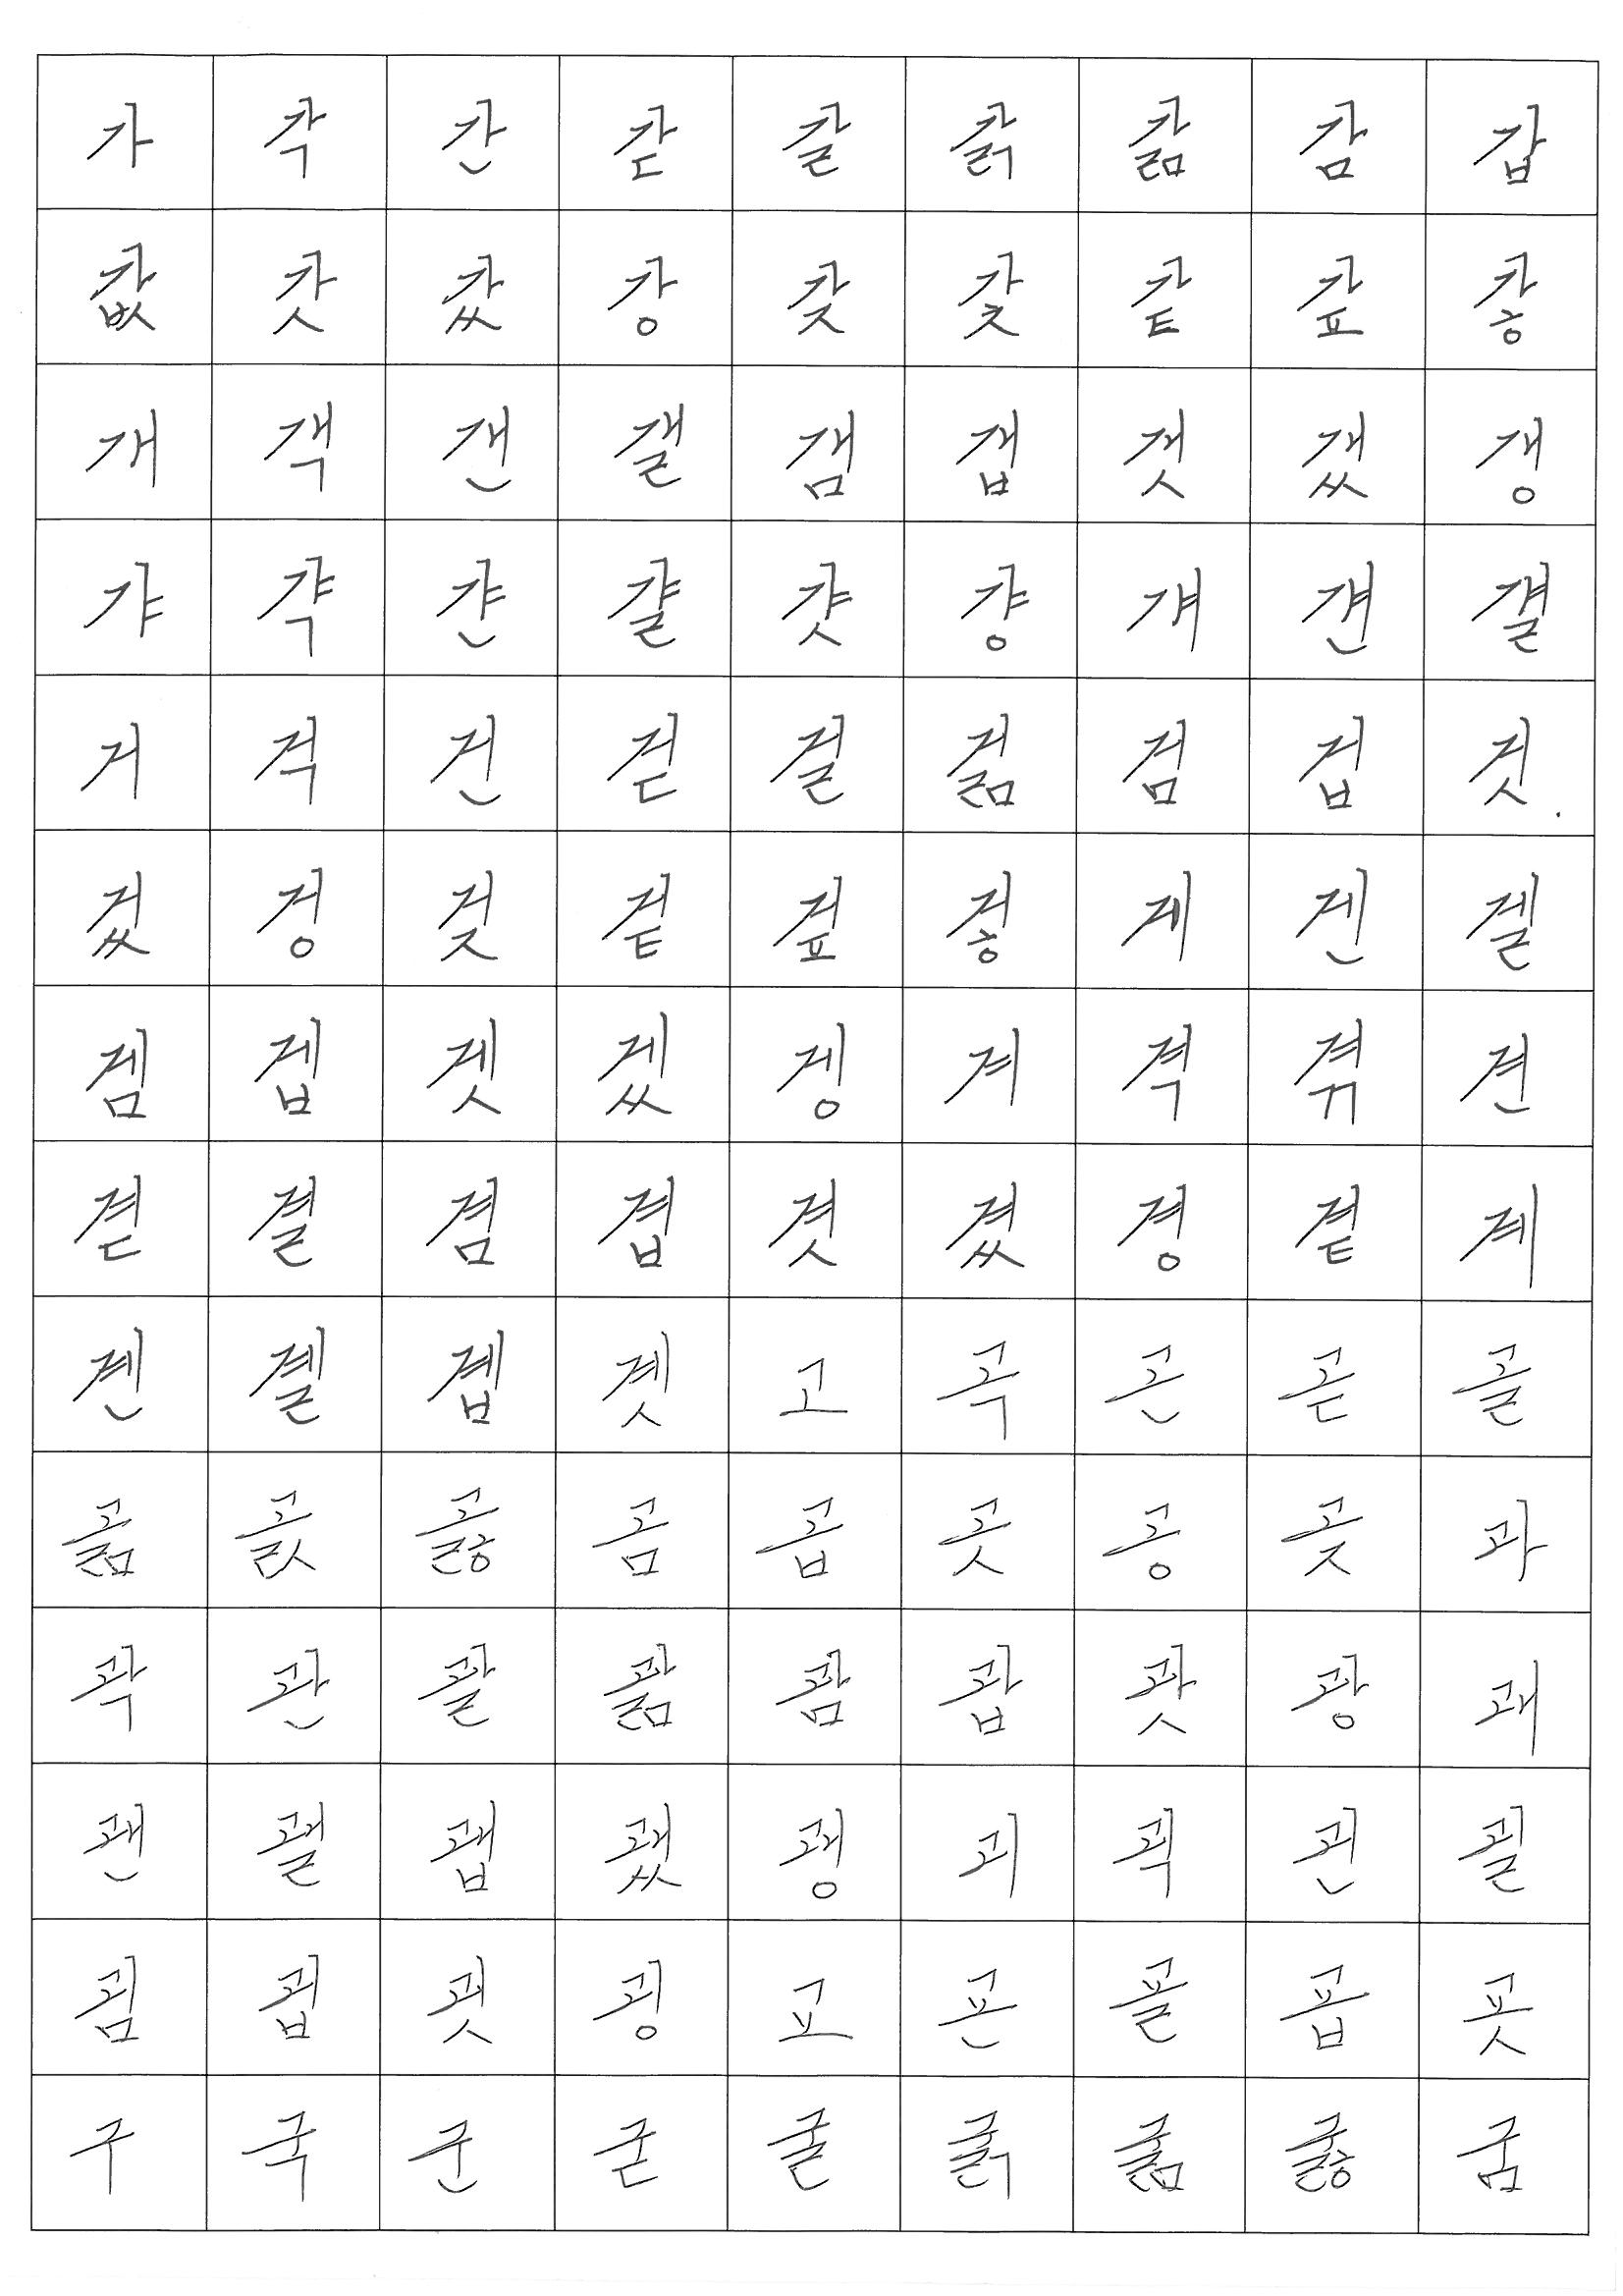 가 각 간 갇 갈 갉 갊 감 갑
값 갓 갔 강 갖 갗 같 갚 갛
개 객 갠 갤 갬 갭 갯 갰 갱
갸 갹 갼 걀 걋 걍 걔 걘 걜
거 걱 건 걷 걸 걺 검 겁 것
겄 겅 겆 겉 겊 겋 게 겐 겔
겜 겝 겟 겠 겡 겨 격 겪 견
겯 결 겸 겹 겻 겼 경 곁 계
곈 곌 곕 곗 고 곡 곤 곧 골
곪 곬 곯 곰 곱 곳 공 곶 과
곽 관 괄 괆 괌 괍 괏 광 괘
괜 괠 괩 괬 괭 괴 괵 괸 괼
굄 굅 굇 굉 교 굔 굘 굡 굣
구 국 군 굳 굴 굵 굶 굻 굼